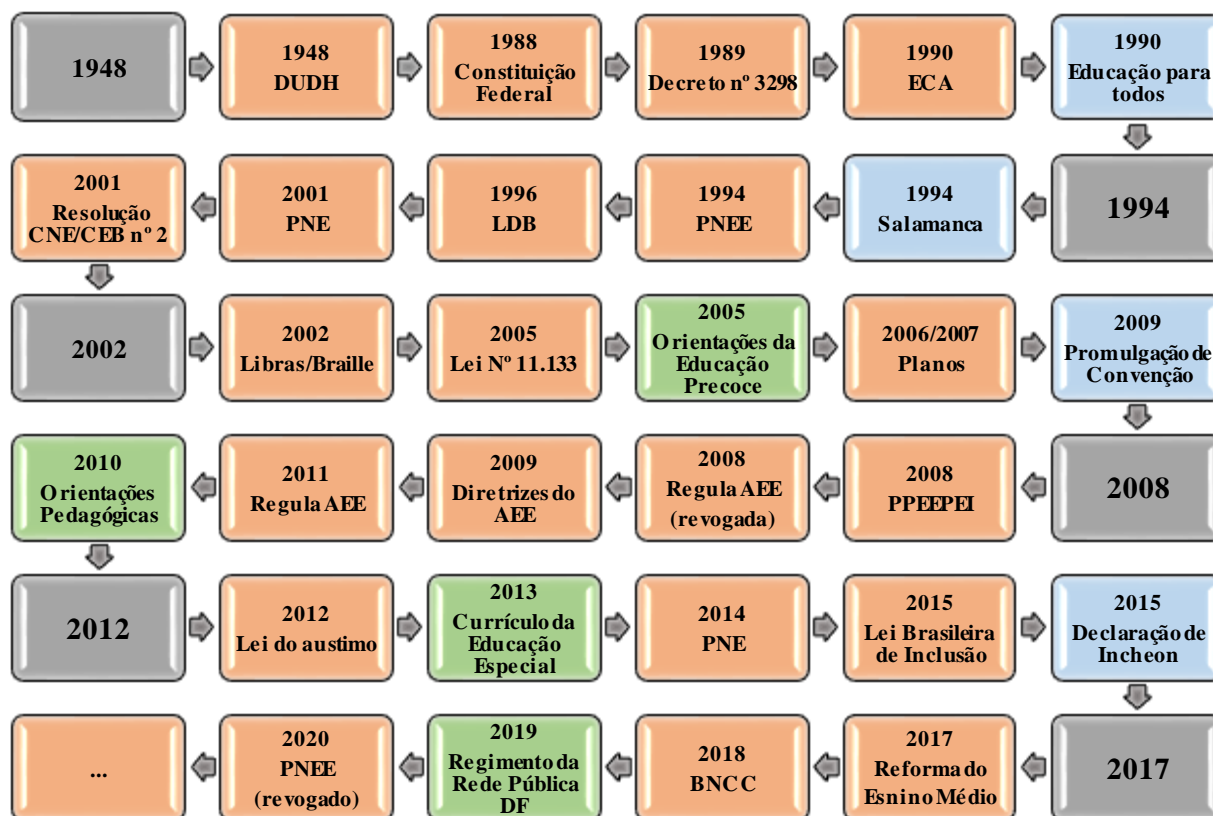 1948
1948
DUDH
1988
Constituição
Federal
1989
Decreto nº 3298
1990
ECA
1990
Educação para
todos
2001
Resolução
CNE/CEB nº 2
2001
PNE
1996
LDB
1994
PNEE
1994
Salamanca
1994
2002
2002
Libras/Braille
2005
Lei Nº 11.133
2005
Orientações da
Educação
Precoce
2006/2007
Planos
2009
Promulgação de
Convenção
2010
Orientações
Pedagógicas
2011
Regula AEE
2009
Diretrizes do
AEE
2008
Regula AEE
(revogada)
2008
PPEEPEI
2008
2012
2012
Lei do austimo
2013
Currículo da
Educação
Especial
2014
PNE
2015
Lei Brasileira
de Inclusão
2015
Declaração de
Incheon
...
2020
PNEE
(revogado)
2019
Regimento da
Rede Pública
DF
2018
BNCC
2017
Reforma do
Esnino Médio
2017